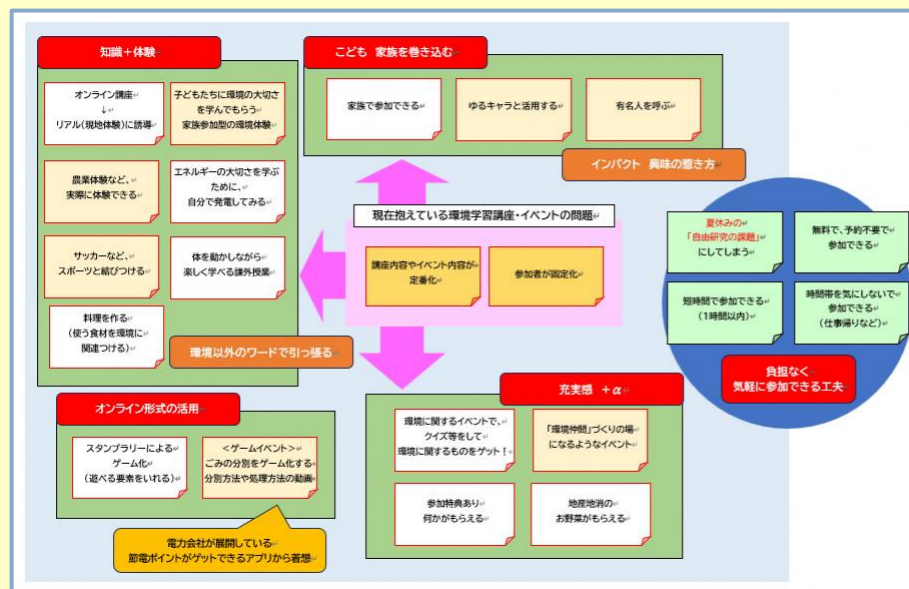 知識＋体験
オンライン講座
↓
リアル(現地体験)に誘導
子どもたちに環境の大切さ
を学んでもらう
家族参加型の環境体験
農業体験など、
実際に体験できる
エネルギーの大切さを学ぶ
ために、
自分で発電してみる
サッカーなど、
スポーツと結びつける
体を動かしながら
楽しく学べる課外授業
料理を作る
（使う食材を環境に
関連つける）
環境以外のワードで引っ張る
こども 家族を巻き込む
家族で参加できる
ゆるキャラと活用する
有名人を呼ぶ
インパクト 興味の惹き方
現在抱えている環境学習講座・イベントの問題
講座内容やイベント内容が
定番化
参加者が固定化
夏休みの
「自由研究の課題」
にしてしまう
無料で、予約不要で
参加できる
短時間で参加できる
（1時間以内）
時間帯を気にしないで
参加できる
（仕事帰りなど）
負担なく
気軽に参加できる工夫
オンライン形式の活用
スタンプラリーによる
ゲーム化
（遊べる要素をいれる）
＜ゲームイベント＞
ごみの分別をゲーム化する
分別方法や処理方法の動画
電力会社が展開している
節電ポイントがゲットできるアプリから着想
充実感 ＋α
環境に関するイベントで、
クイズ等をして
環境に関するものをゲット！
「環境仲間」づくりの場
になるようなイベント
参加特典あり
何かがもらえる
地産地消の
お野菜がもらえる